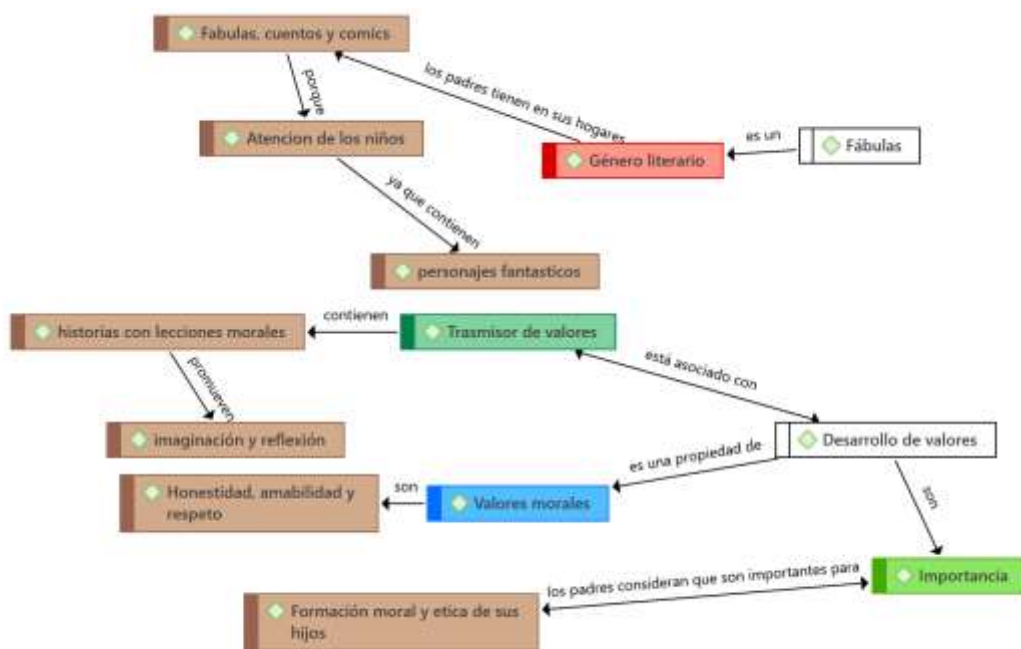 Fabulas, cuentos y comics
porque
los padres tienen en sus hogares
Atencion de los niños
es un
Fábulas
Género literario
ya que contienen
personajes fantasticos
historias con lecciones morales
contienen
Trasmisor de valores
promueven
está asociado con
imaginación y reflexión
Desarrollo de valores
es una propiedad de
Honestidad, amabilidad y
respeto
son
Valores morales
son
Importancia
los padres consideran que son importantes para
Formación moral y etica de sus
hijos